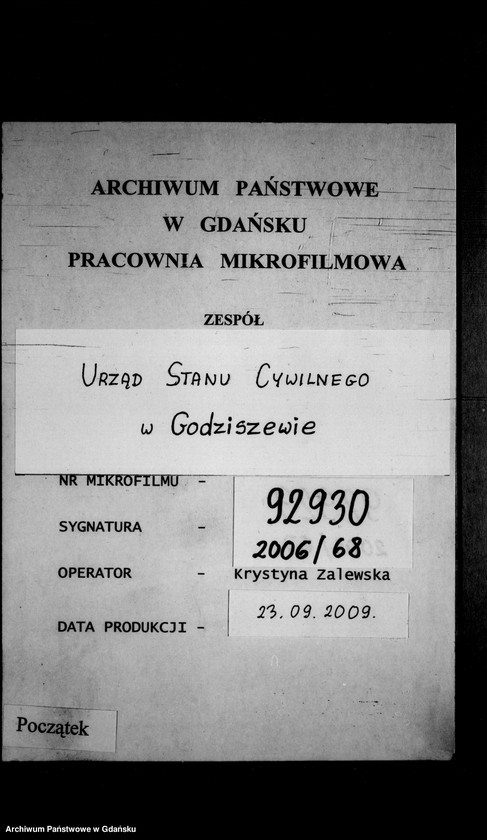 ARCHIWUM PAŃSTWOWE
W GDAŃSKU
PRACOWNIA MIKROFILMOWA
ZESPÓŁ
URZĄD STANU CYWILNEGO
w Godziszewie
NR MIKROFILMU - 92930
SYGNATURA - 2006/68
OPERATOR - Krystyna Zalewska
DATA PRODUKCJI - 23.09.2009.
Początek
Archiwum Państwowe w Gdańsku